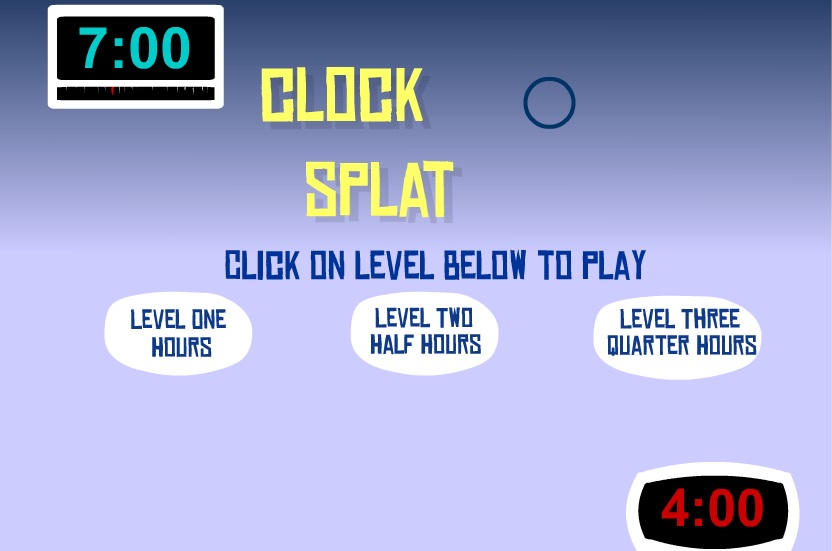 7:00
CLOCK
SPLAT
CLICK ON LEVEL BELOW TO PLAY
LEVEL ONE
HOURS
LEVEL TWO
HALF HOURS
LEVEL THREE
QUARTER HOURS
4:00